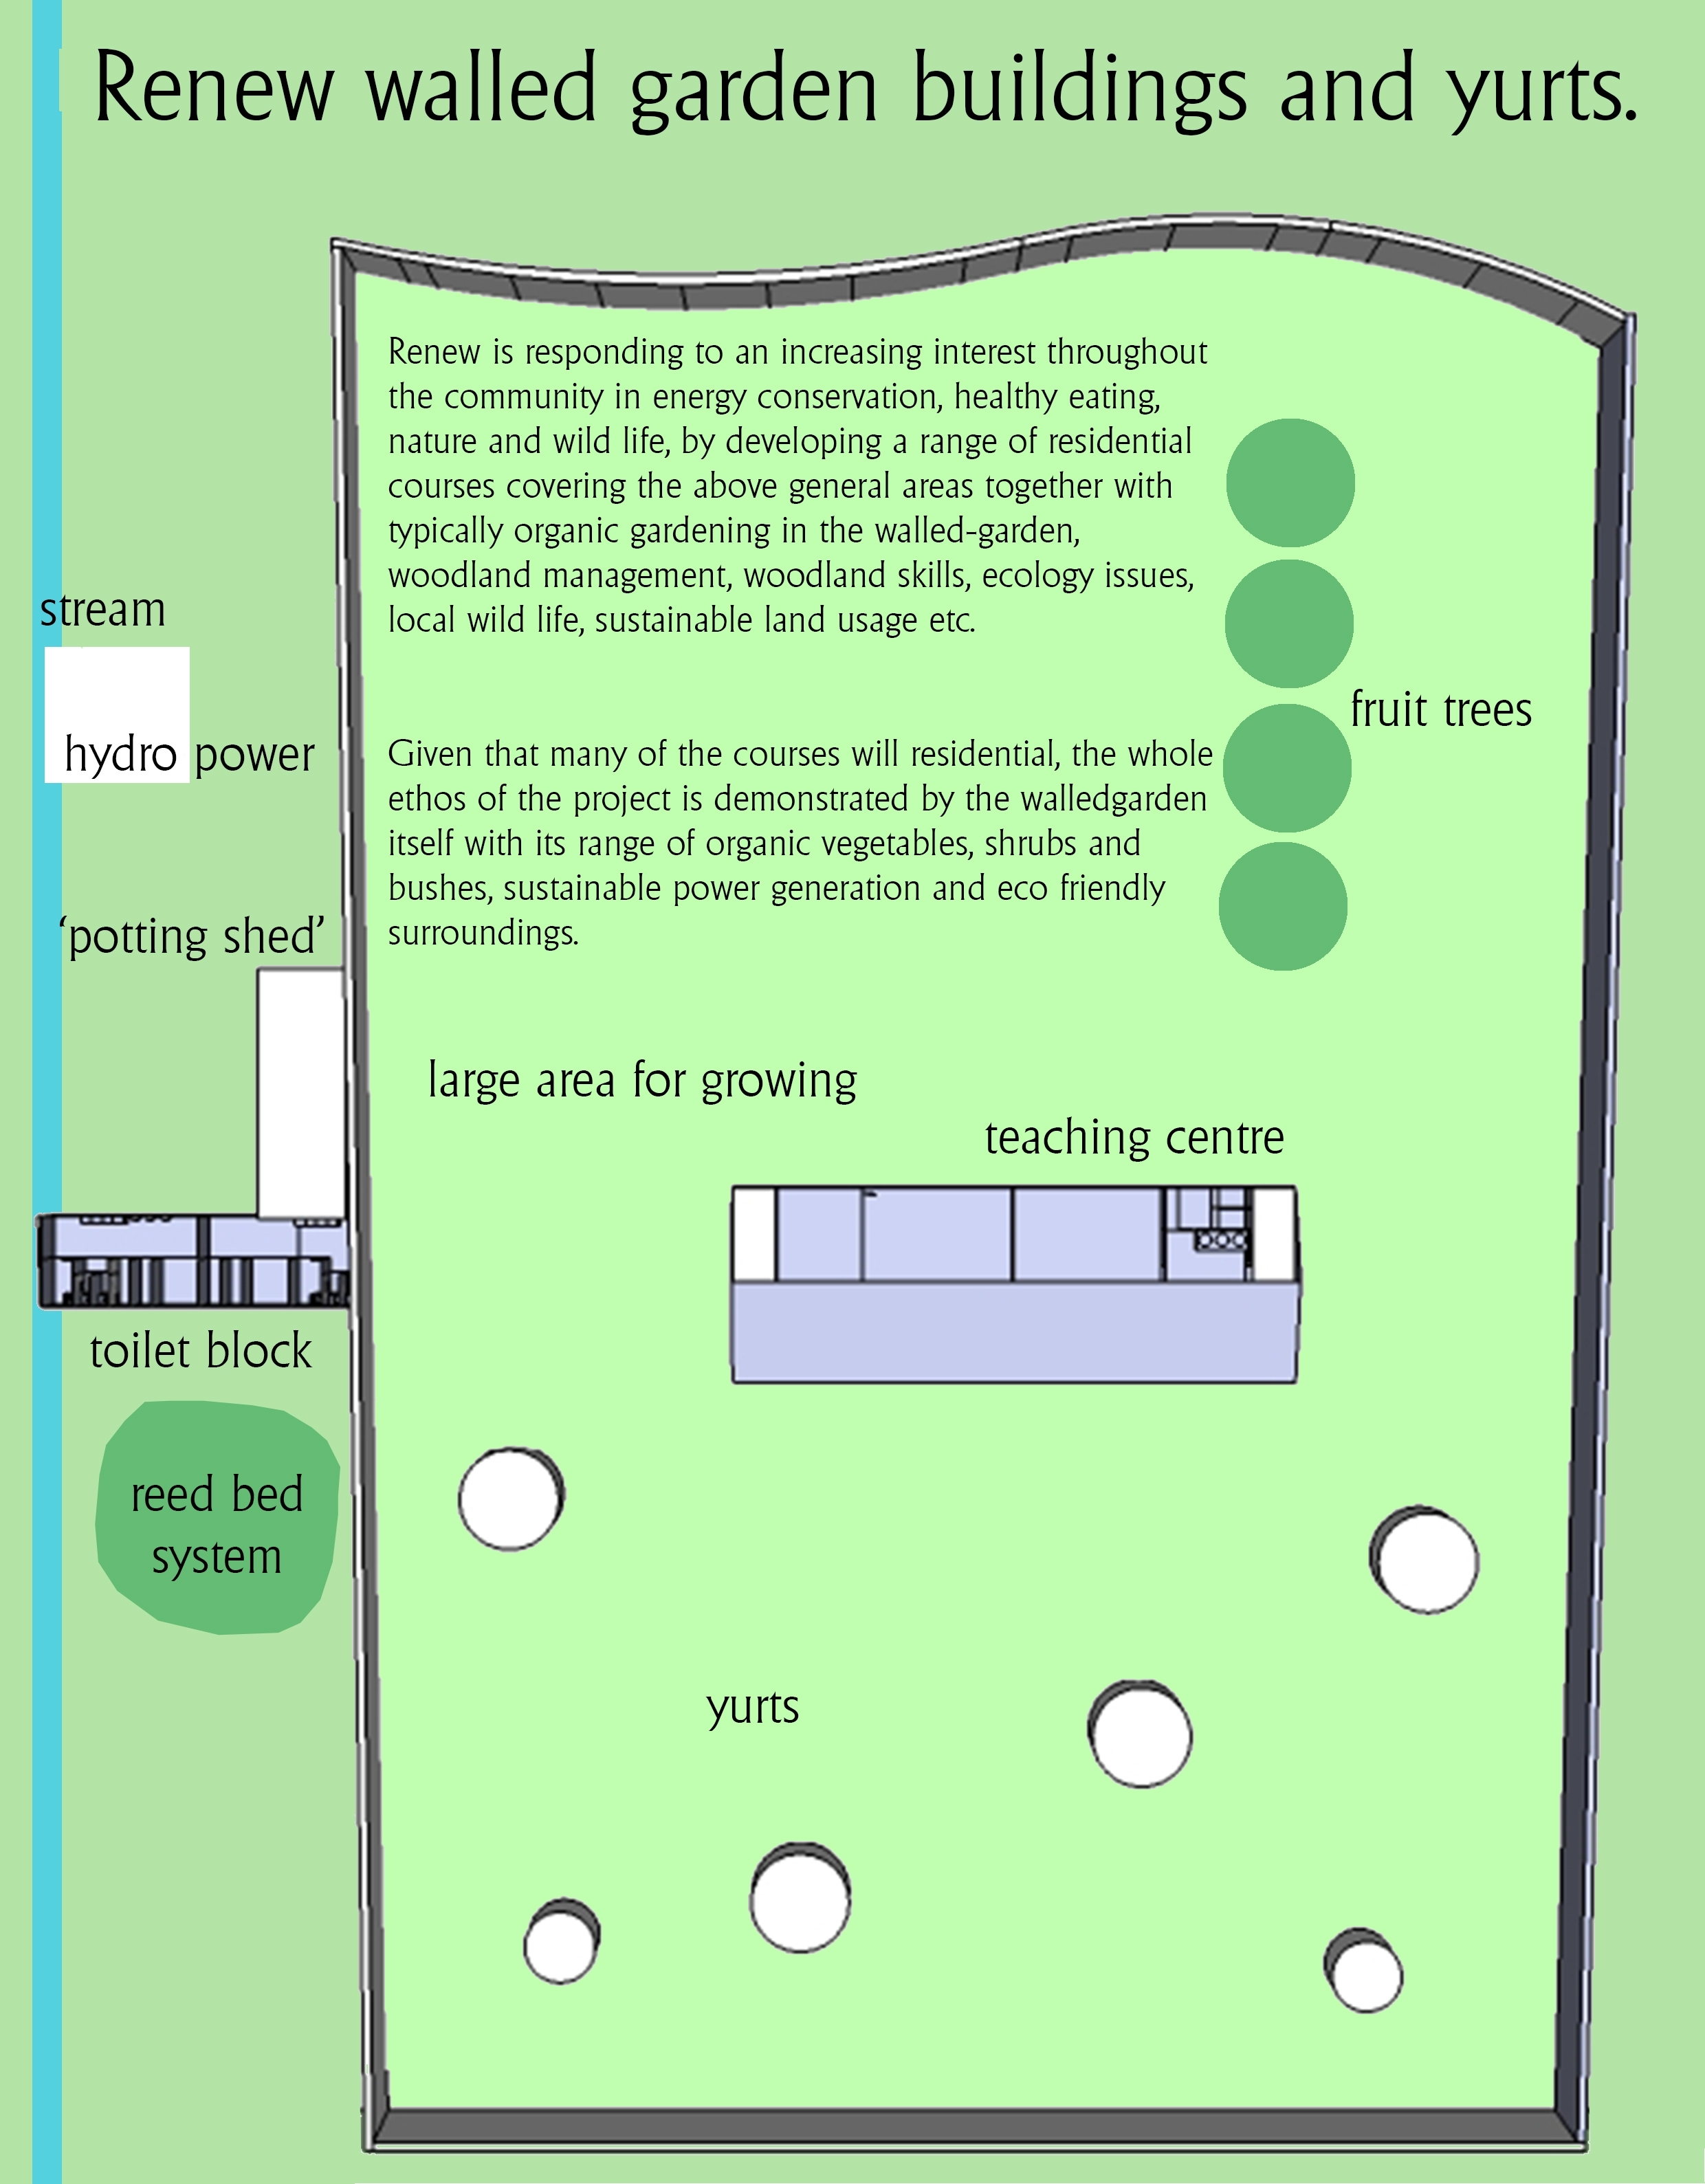 Renew walled garden buildings and yurts.
Renew is responding to an increasing interest throughout
the community in energy conservation, healthy eating,
nature and wild life, by developing a range of residential
courses covering the above general areas together with
typically organic gardening in the walled-garden,
woodland management, woodland skills, ecology issues,
local wild life, sustainable land usage etc.
stream
fruit trees
hydro power
Given that many of the courses will residential, the whole
ethos of the project is demonstrated by the walledgarden
itself with its range of organic vegetables, shrubs and
bushes, sustainable power generation and eco friendly
surroundings.
‘potting shed’
large area for growing
teaching centre
toilet block
reed bed
system
yurts